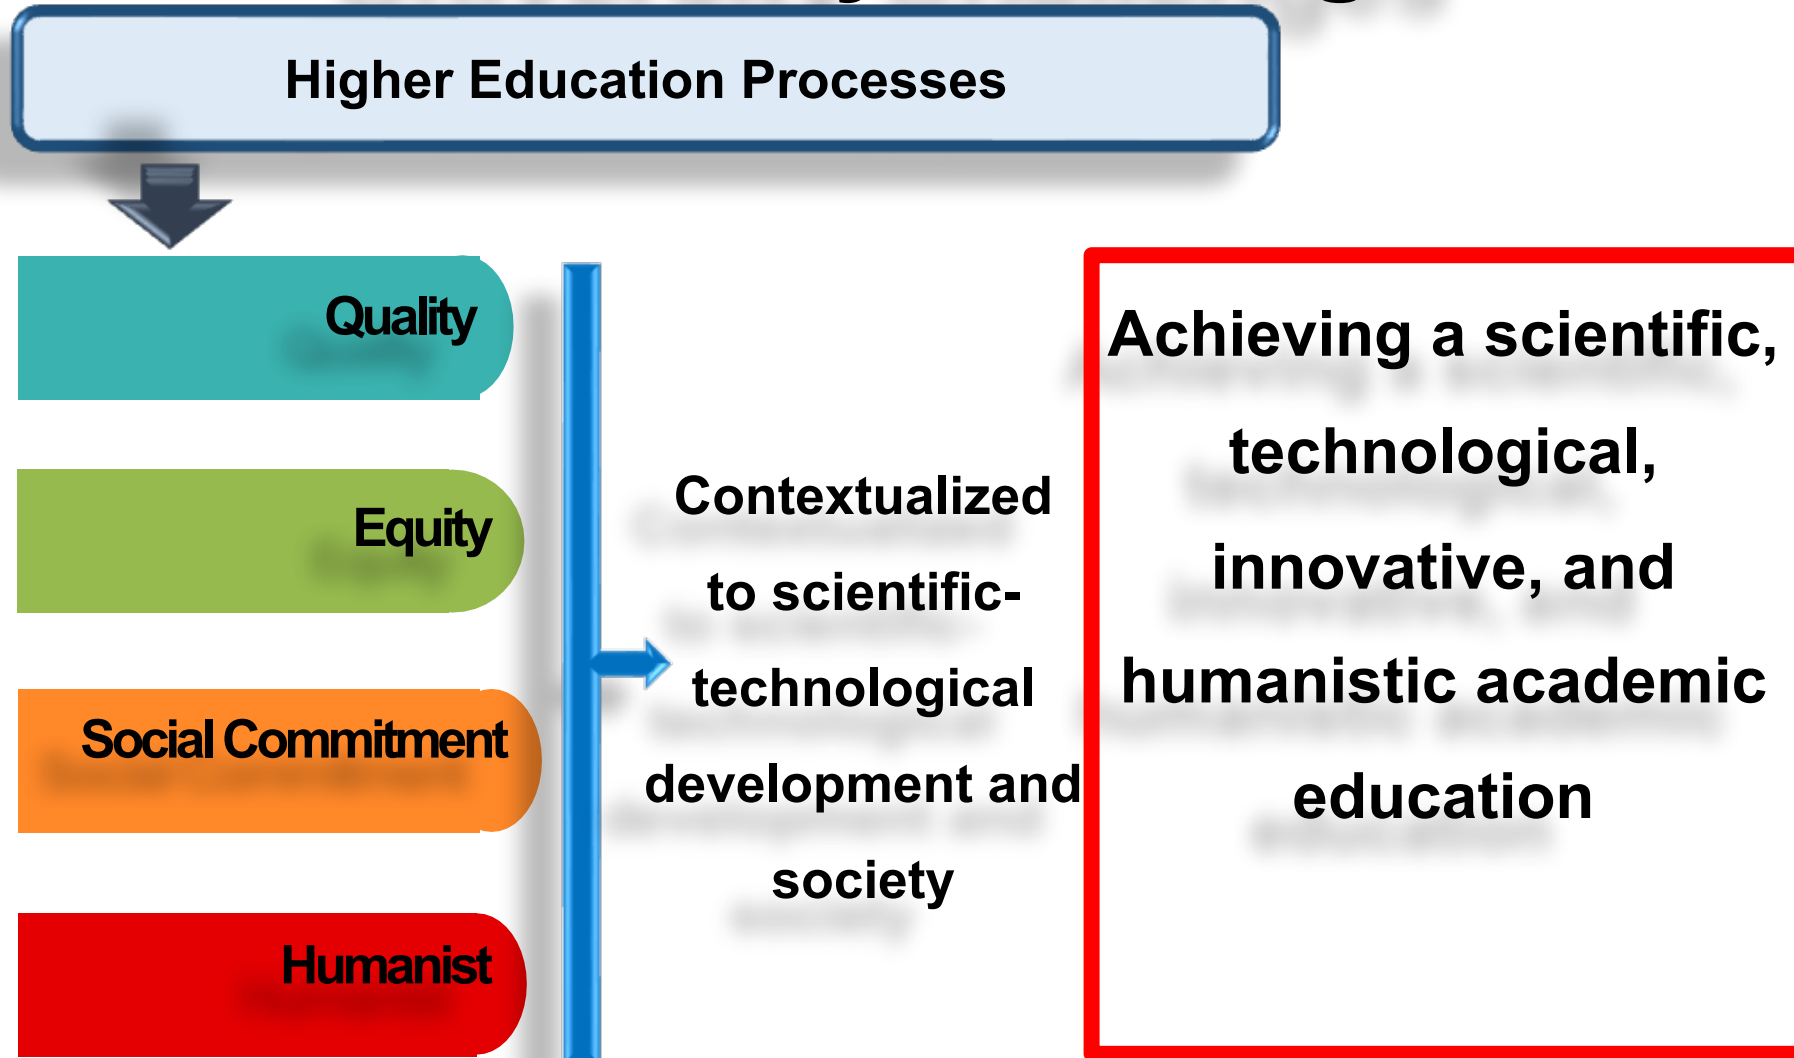 Higher Education Processes
Quality
Equity
Social Commitment
Humanist
Contextualized
to scientific-
technological
development and
society
Achieving a scientific,
technological,
innovative, and
humanistic academic
education